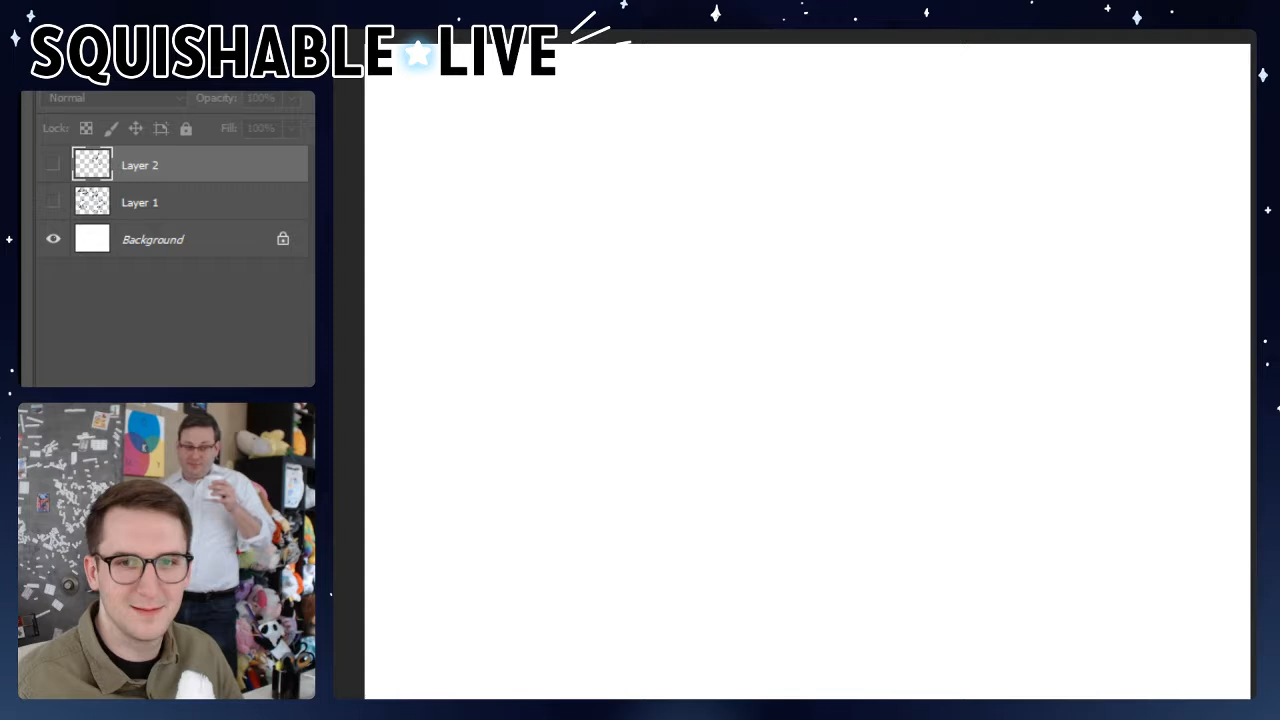 SQUISHABLE LIVE
Normal Opacity: 100%
Lock: Fill: 100%
Layer 2
Layer 1
Background